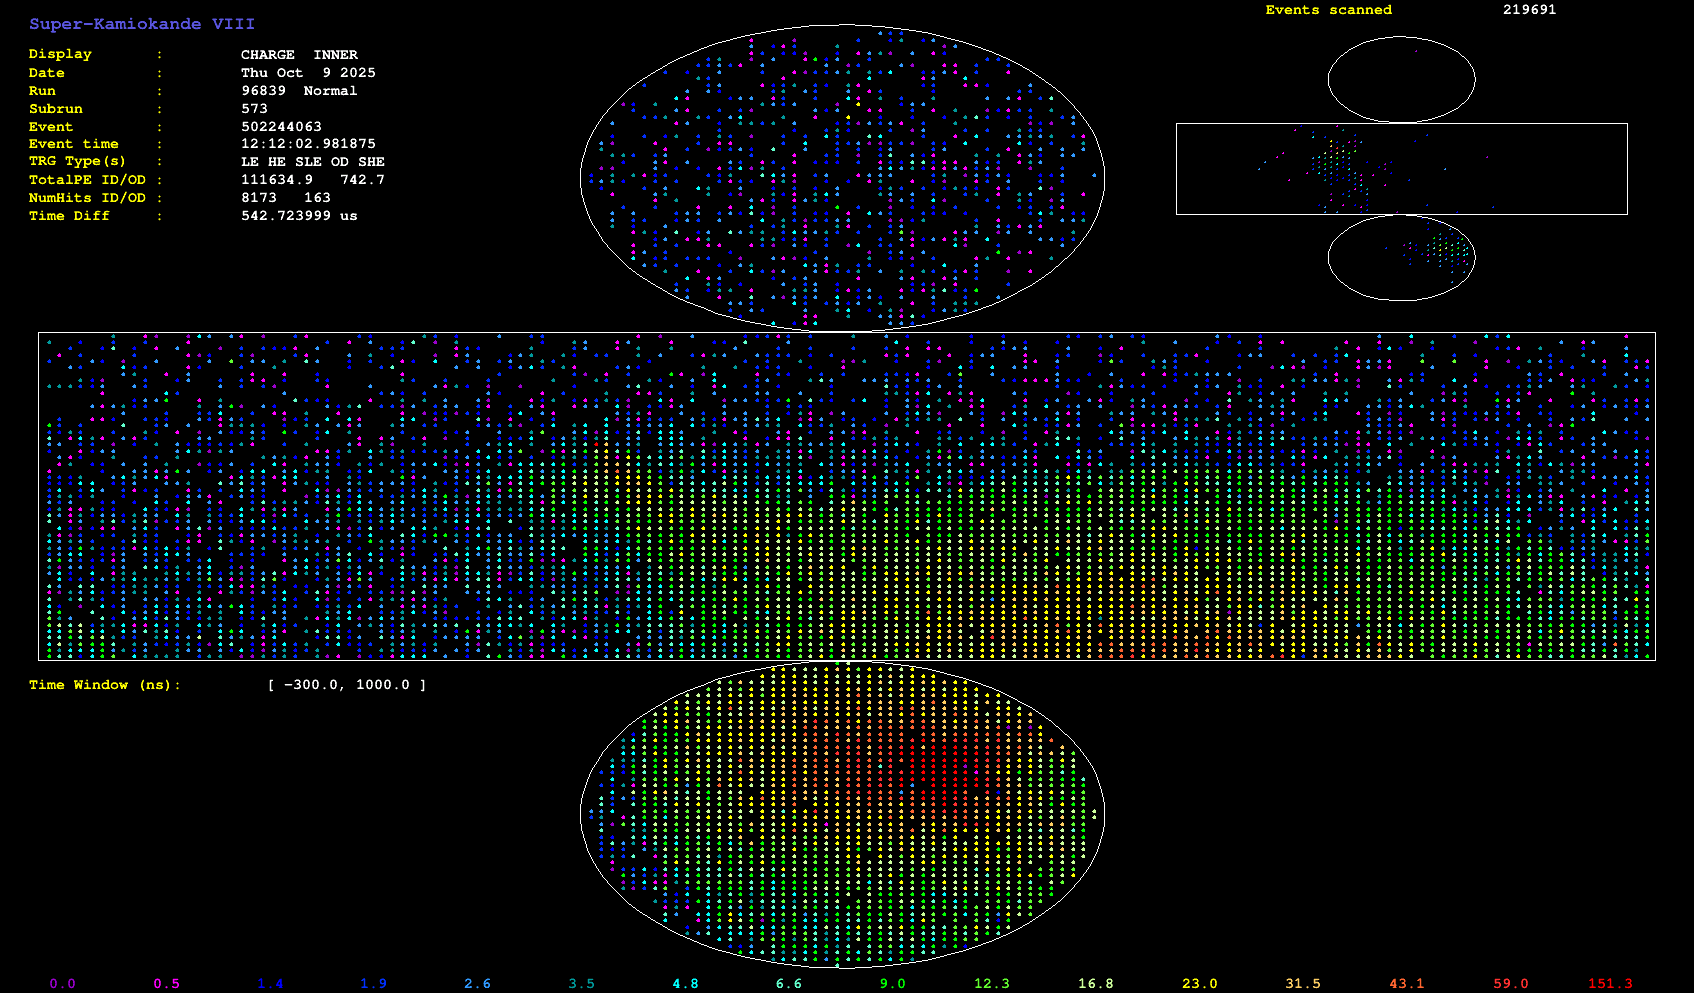 Super-Kamiokande VIII
Events scanned 219691
Display : CHARGE INNER
Date : Thu Oct 9 2025
Run : 96839 Normal
Subrun : 573
Event : 502244063
Event time : 12:12:02.981875
TRG Type(s) : LE HE SLE OD SHE
TotalPE ID/OD : 111634.9 742.7
NumHits ID/OD : 8173 163
Time Diff : 542.723999 us
Time Window (ns): [ -300.0, 1000.0 ]
0.0 0.5 1.4 1.9 2.6 3.5 4.8 6.6 9.0 12.3 16.8 23.0 31.5 43.1 59.0 151.3